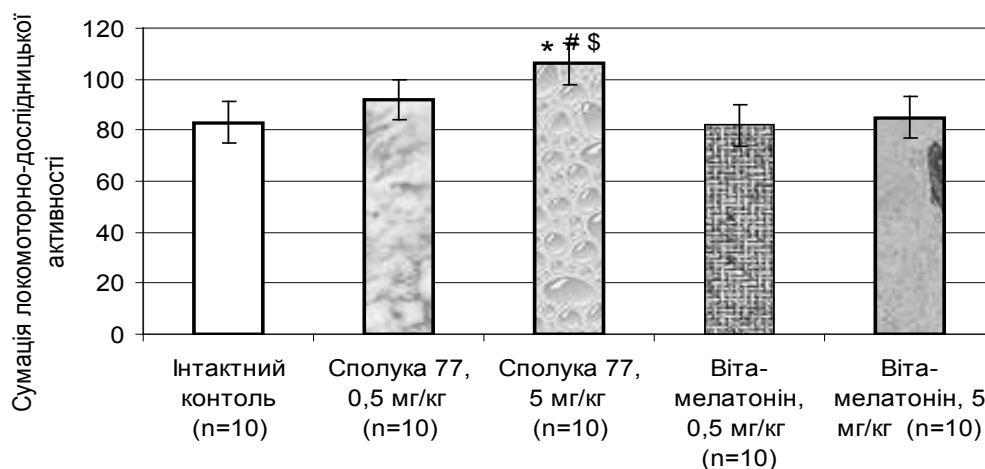 Сумація локомоторно-дослідницької
активності
120
100
80
60
40
20
0
* # $
Інтактний
контоль
(n=10)
Сполука 77,
0,5 мг/кг
(n=10)
Сполука 77,
5 мг/кг
(n=10)
Віта-
мелатонін,
0,5 мг/кг
(n=10)
Віта-
мелатонін, 5
мг/кг (n=10)